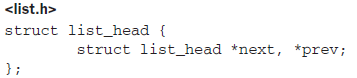 <list.h>
struct list_head {
        struct list_head *next, *prev;
};